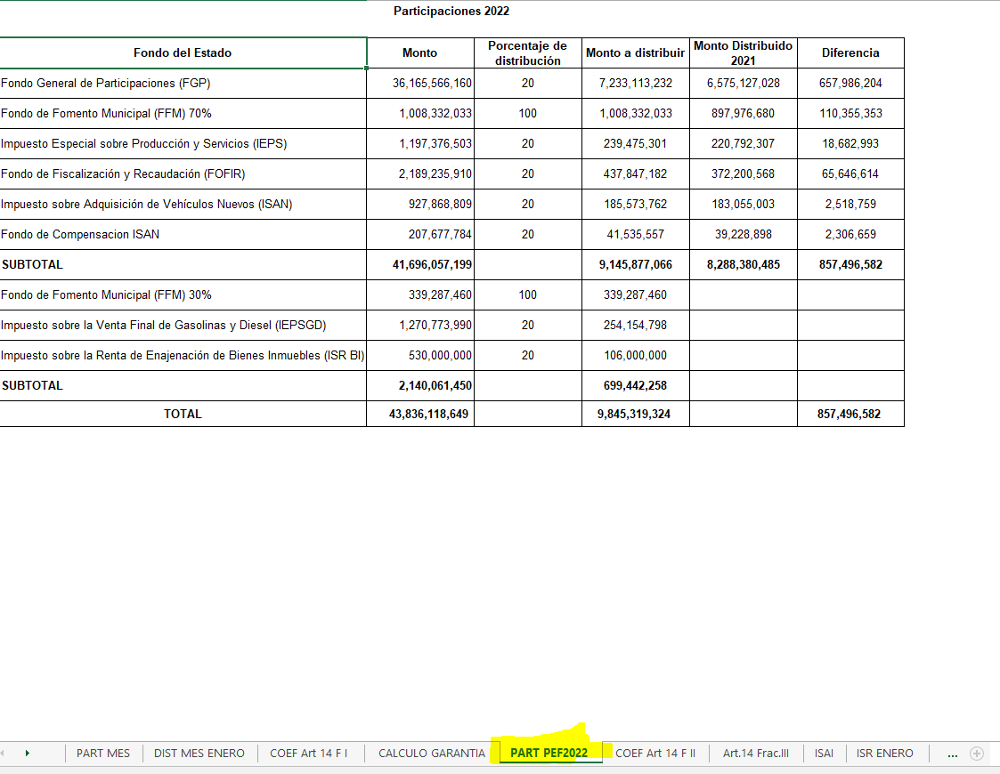 Participaciones 2022
Fondo del Estado Monto Porcentaje de distribución Monto a distribuir Monto Distribuido 2021 Diferencia
Fondo General de Participaciones (FGP) 36,165,566,160 20 7,233,113,232 6,575,127,028 657,986,204
Fondo de Fomento Municipal (FFM) 70% 1,008,332,033 100 1,008,332,033 897,976,680 110,355,353
Impuesto Especial sobre Producción y Servicios (IEPS) 1,197,376,503 20 239,475,301 220,792,307 18,682,993
Fondo de Fiscalización y Recaudación (FOFIR) 2,189,235,910 20 437,847,182 372,200,568 65,646,614
Impuesto sobre Adquisición de Vehículos Nuevos (ISAN) 927,868,809 20 185,573,762 183,055,003 2,518,759
Fondo de Compensacion ISAN 207,677,784 20 41,535,557 39,228,898 2,306,659
SUBTOTAL 41,696,057,199 9,145,877,066 8,288,380,485 857,496,582
Fondo de Fomento Municipal (FFM) 30% 339,287,460 100 339,287,460
Impuesto sobre la Venta Final de Gasolinas y Diesel (IEPSGD) 1,270,773,990 20 254,154,798
Impuesto sobre la Renta de Enajenación de Bienes Inmuebles (ISR BI) 530,000,000 20 106,000,000
SUBTOTAL 2,140,061,450 699,442,258
TOTAL 43,836,118,649 9,845,319,324 857,496,582
PART MES DIST MES ENERO COEF Art 14 F I CALCULO GARANTIA PART PEF2022 COEF Art 14 F II Art.14 Frac.III ISAI ISR ENERO ...